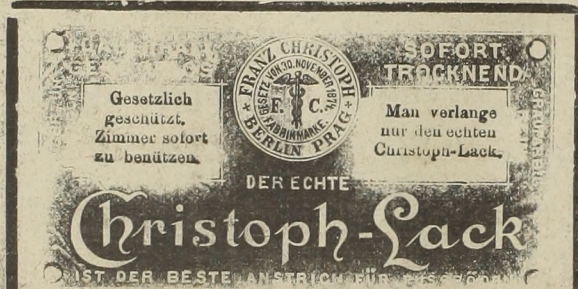 SOFORT
TROCKNEND.
Gesetzlich
geschützt.
Zimmer sofort
zu benützen.
★ FRANZ CHRISTOPH ★
BERLIN PRAG
GESETZ VON 30. NOVEMBER 1874.
FABRIKMARKE.
F. C.
Man verlange
nur den echten
Christoph-Lack.
DER ECHTE
Christoph-Lack
IST DER BESTE ANSTRICH FÜR